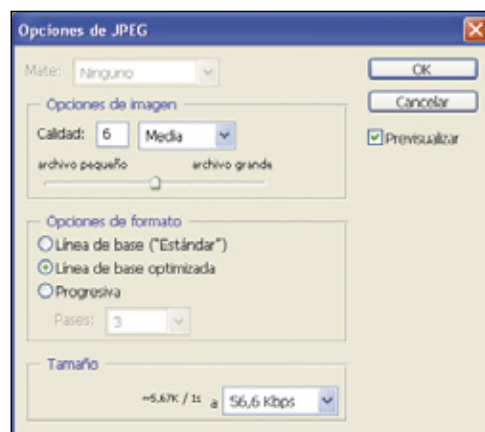 Opciones de JPEG
Mate: Ninguno
OK
Opciones de imagen
Cancelar
Calidad: 6 Media
Previsualizar
archivo pequeño archivo grande
Opciones de formato
Línea de base ("Estándar")
Línea de base optimizada
Progresiva
Pases: 3
Tamaño
~5,67K / 1s a 56,6 Kbps